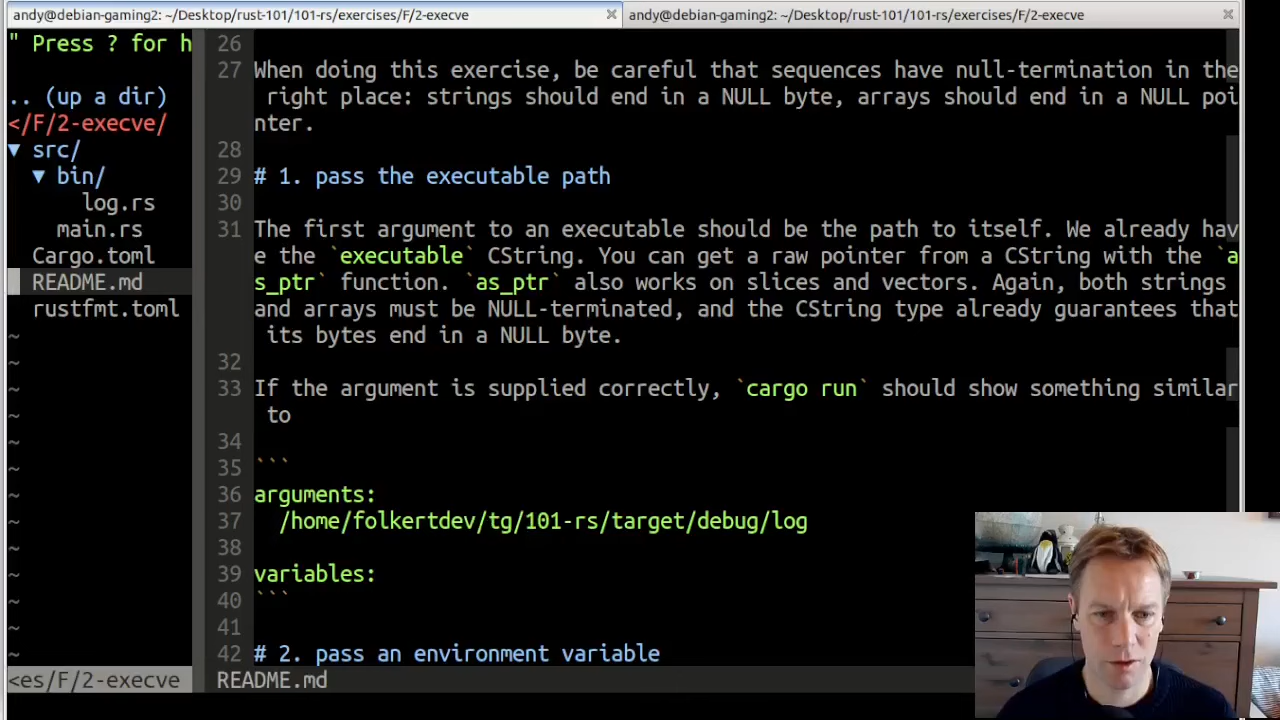 andy@debian-gaming2: ~/Desktop/rust-101/101-rs/exercises/F/2-execve
andy@debian-gaming2: ~/Desktop/rust-101/101-rs/exercises/F/2-execve
" Press ? for h
.. (up a dir)
</F/2-execve/
▼ src/
▼ bin/
log.rs
main.rs
Cargo.toml
README.md
rustfmt.toml
~
~
~
~
~
~
~
~
~
~
~
~
~
<es/F/2-execve
26
27 When doing this exercise, be careful that sequences have null-termination in the
right place: strings should end in a NULL byte, arrays should end in a NULL poi
nter.
28
29 # 1. pass the executable path
30
31 The first argument to an executable should be the path to itself. We already hav
e the `executable` CString. You can get a raw pointer from a CString with the `a
s_ptr` function. `as_ptr` also works on slices and vectors. Again, both strings
and arrays must be NULL-terminated, and the CString type already guarantees that
its bytes end in a NULL byte.
32
33 If the argument is supplied correctly, `cargo run` should show something similar
to
34
35 ```
36 arguments:
37 /home/folkertdev/tg/101-rs/target/debug/log
38
39 variables:
40 ```
41
42 # 2. pass an environment variable
README.md